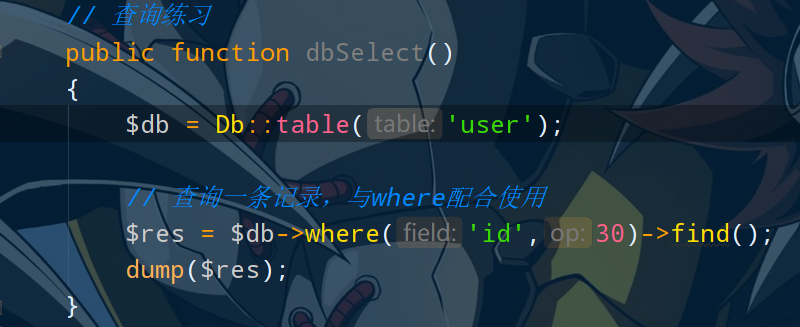 // 查询练习
public function dbSelect()
{
$db = Db::table( table: 'user');
// 查询一条记录，与where配合使用
$res = $db->where( field: 'id', op: 30)->find();
dump($res);
}